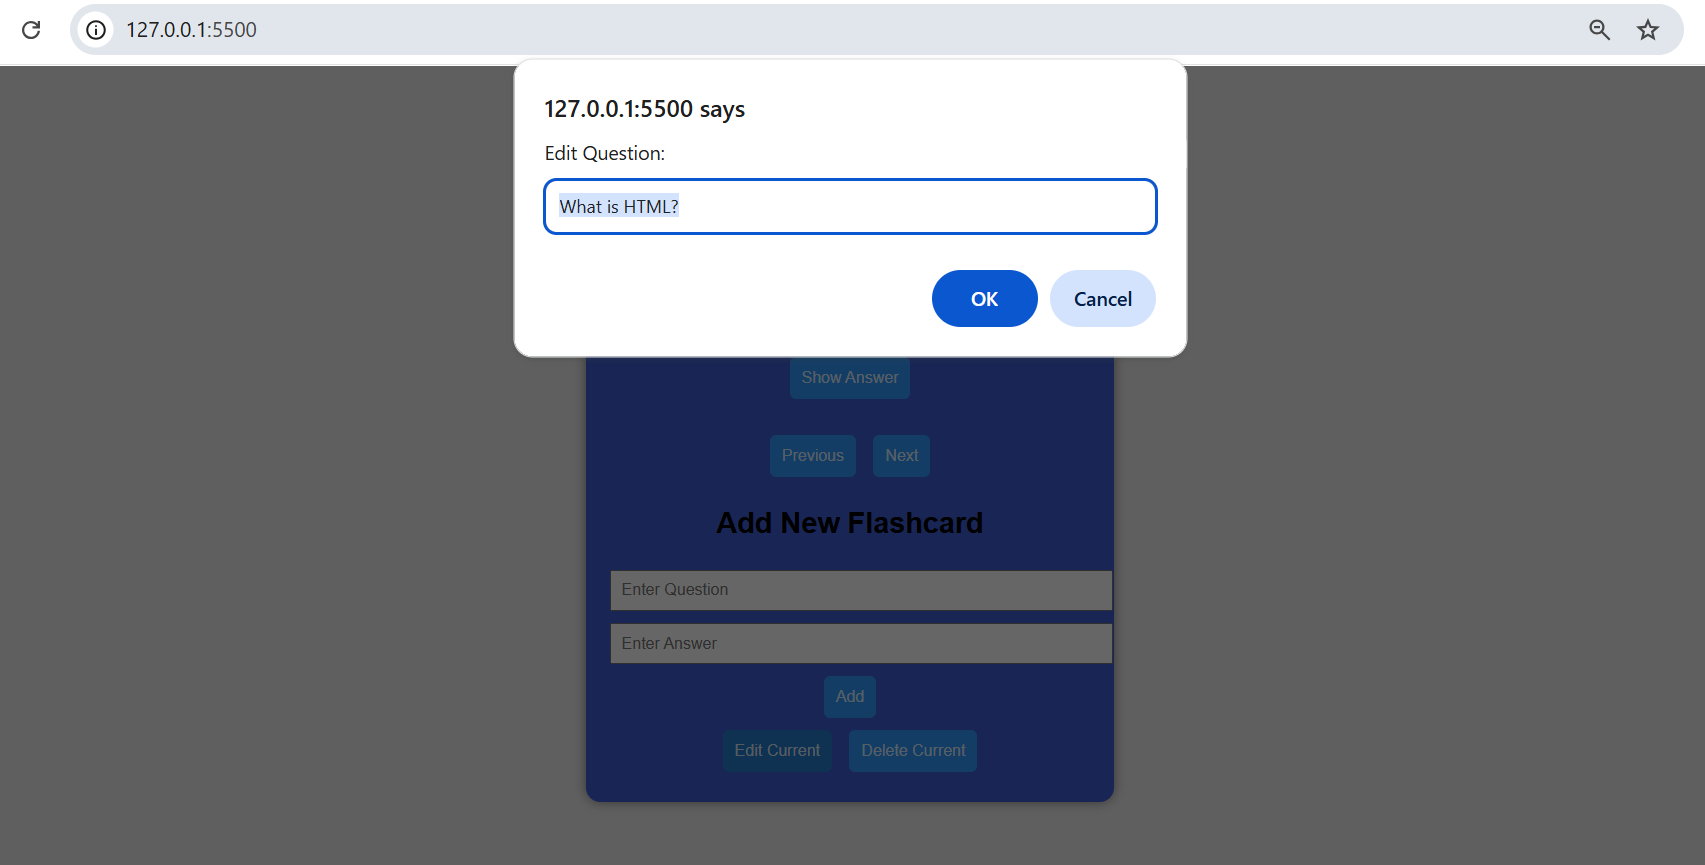 127.0.0.1:5500
127.0.0.1:5500 says
Edit Question:
What is HTML?
OK Cancel
Show Answer
Previous Next
Add New Flashcard
Enter Question
Enter Answer
Add
Edit Current Delete Current